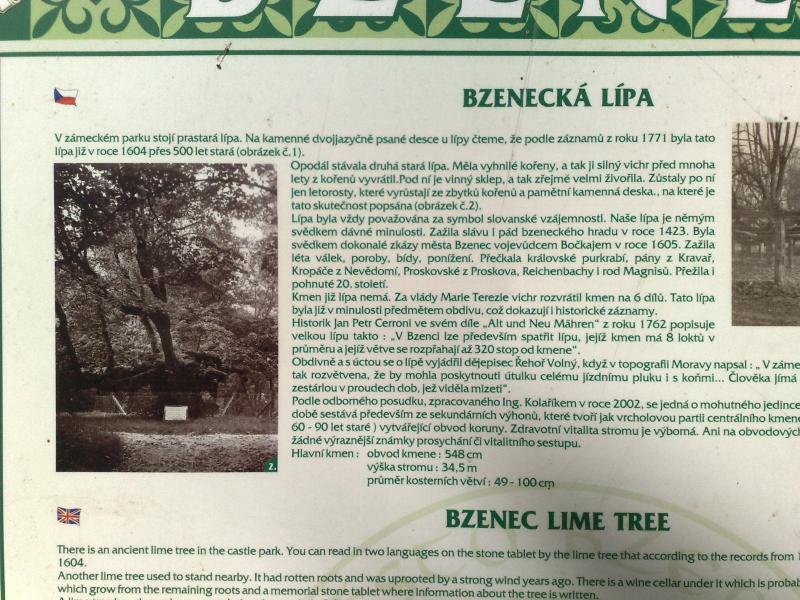 BZENE
BZENECKÁ LÍPA
V zámeckém parku stojí prastará lípa. Na kamenné dvojjazyčně psané desce u lípy čteme, že podle záznamů z roku 1771 byla tato
lípa již v roce 1604 přes 500 let stará (obrázek č.1).
Opodál stávala druhá stará lípa. Měla vyhnilé kořeny, a tak ji silný vichr před mnoha
lety z kořenů vyvrátil.Pod ní je vinný sklep, a tak zřejmě velmi živořila. Zůstaly po ní
jen letorosty, které vyrůstají ze zbytků kořenů a pamětní kamenná deska., na které je
tato skutečnost popsána (obrázek č.2).
Lípa byla vždy považována za symbol slovanské vzájemnosti. Naše lípa je němým
svědkem dávné minulosti. Zažila slávu i pád bzeneckého hradu v roce 1423. Byla
svědkem dokonalé zkázy města Bzenec vojevůdcem Bočkajem v roce 1605. Zažila
léta válek, poroby, bídy, ponížení. Přečkala královské purkrabí, pány z Kravař,
Kropáče z Nevědomí, Proskovské z Proskova, Reichenbachy i rod Magnisů. Přežila i
pohnuté 20. století.
Kmen již lípa nemá. Za vlády Marie Terezie vichr rozvrátil kmen na 6 dílů. Tato lípa
byla již v minulosti předmětem obdivu, což dokazují i historické záznamy.
Historik Jan Petr Cerroni ve svém díle „Alt und Neu Mähren" z roku 1762 popisuje
velkou lípu takto : „V Bzenci lze především spatřit lípu, jejíž kmen má 8 loktů v
průměru a jejíž větve se rozpřahají až 320 stop od kmene".
Obdivně a s úctou se o lípě vyjádřil dějepisec Řehoř Volný, když v topografii Moravy napsal : „ V záme
tak rozvětvena, že by mohla poskytnouti útulku celému jízdnímu pluku i s koňmi... Člověka jímá
zestárlou v proudech dob, jež viděla mizeti".
Podle odborného posudku, zpracovaného Ing. Kolaříkem v roce 2002, se jedná o mohutného jedince
době sestává především ze sekundárních výhonů, které tvoří jak vrcholovou partii centrálního kmene
60 - 90 let staré ) vytvářející obvod koruny. Zdravotní vitalita stromu je výborná. Ani na obvodových
žádné výraznější známky prosychání či vitalitního sestupu.
Hlavní kmen : obvod kmene : 548 cm
výška stromu : 34,5 m
průměr kosterních větví : 49 - 100 cm
2.
BZENEC LIME TREE
There is an ancient lime tree in the castle park. You can read in two languages on the stone tablet by the lime tree that according to the records from 1
1604.
Another lime tree used to stand nearby. It had rotten roots and was uprooted by a strong wind years ago. There is a wine cellar under it which is probab
which grow from the remaining roots and a memorial stone tablet where information about the tree is written.